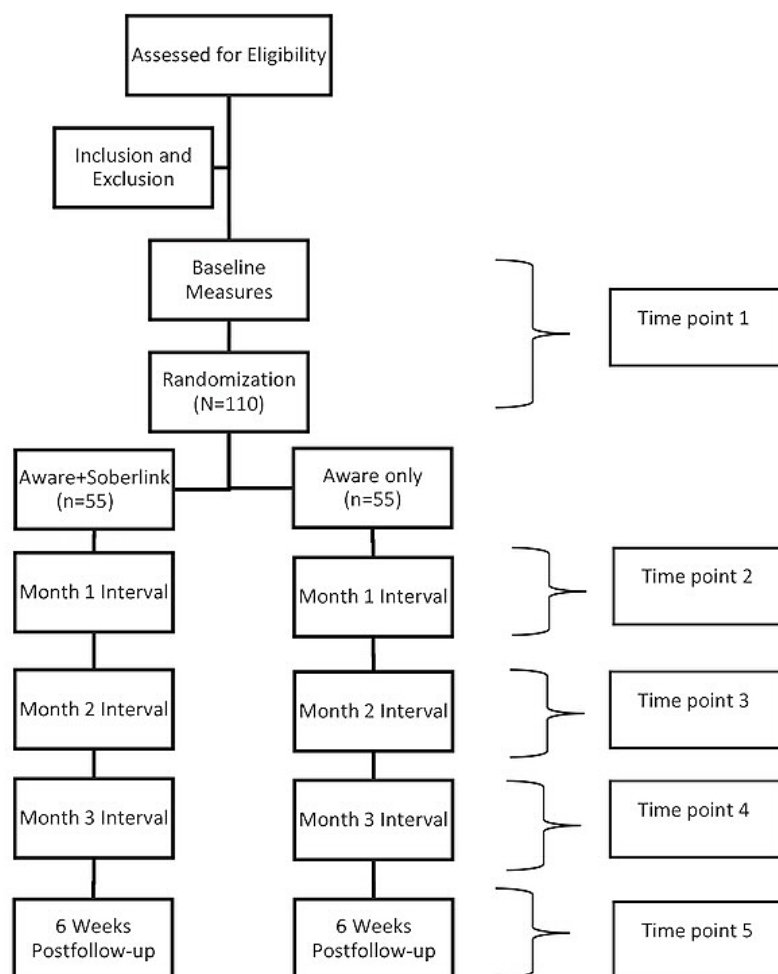 Assessed for Eligibility
Inclusion and
Exclusion
Baseline
Measures
Time point 1
Randomization
(N=110)
Aware+Soberlink
(n=55)
Aware only
(n=55)
Month 1 Interval
Month 1 Interval
Time point 2
Month 2 Interval
Month 2 Interval
Time point 3
Month 3 Interval
Month 3 Interval
Time point 4
6 Weeks
Postfollow-up
6 Weeks
Postfollow-up
Time point 5